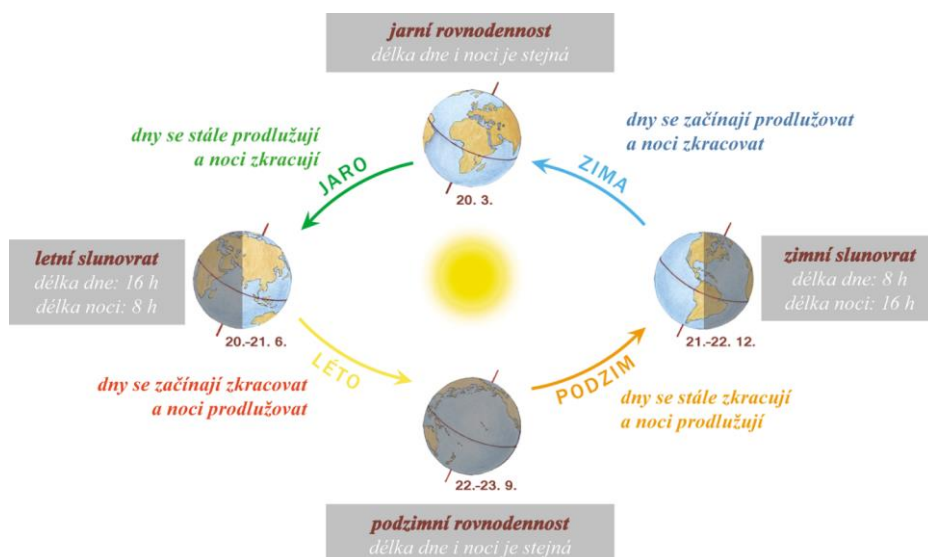 jarní rovnodennost
délka dne i noci je stejná
dny se stále prodlužují
a noci zkracují
dny se začínají prodlužovat
a noci zkracovat
JARO
ZIMA
20. 3.
letní slunovrat
délka dne: 16 h
délka noci: 8 h
zimní slunovrat
délka dne: 8 h
délka noci: 16 h
20.-21. 6.
21.-22. 12.
LÉTO
PODZIM
dny se začínají zkracovat
a noci prodlužovat
dny se stále zkracují
a noci prodlužují
22.-23. 9.
podzimní rovnodennost
délka dne i noci je stejná